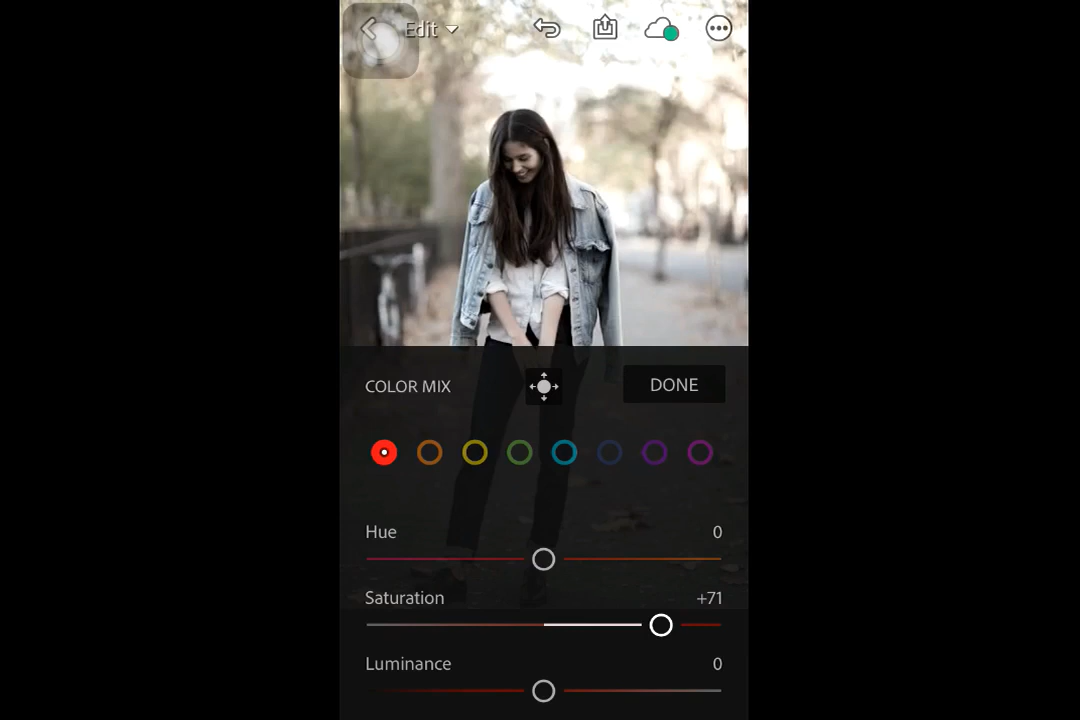 Edit
COLOR MIX
DONE
Hue 0
Saturation +71
Luminance 0